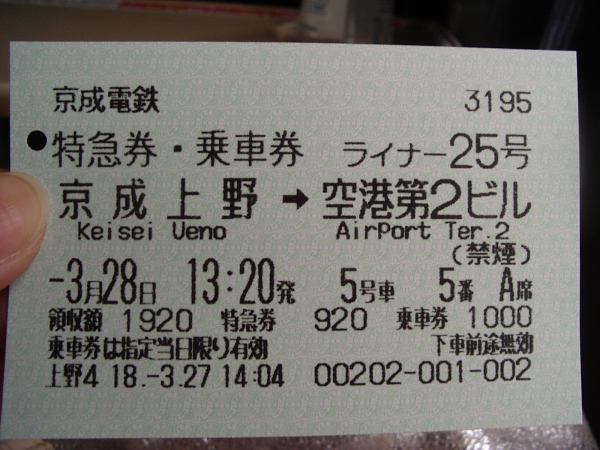 京成電鉄 3195
●特急券・乗車券 ライナー25号
京成上野 → 空港第2ビル
Keisei Ueno AirPort Ter.2
(禁煙)
-3月28日 13:20発 5号車 5番 A席
領収額 1920 特急券 920 乗車券 1000
乗車券は指定当日限り有効 下車前途無効
上野4 18.-3.27 14:04 00202-001-002